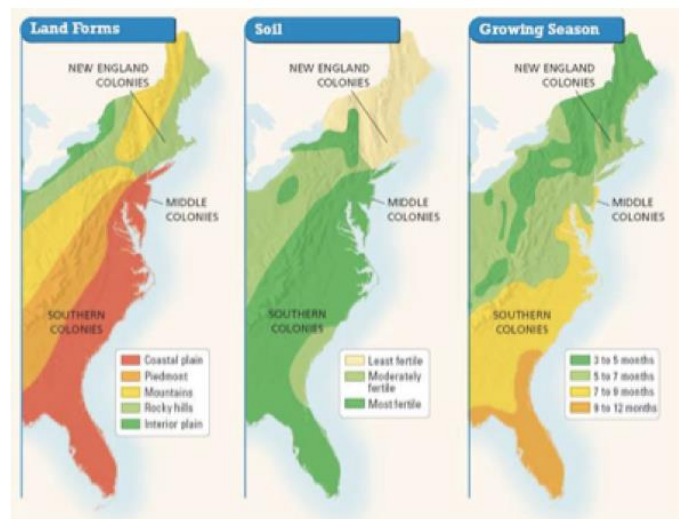 Land Forms
NEW ENGLAND
COLONIES
MIDDLE
COLONIES
SOUTHERN
COLONIES
Coastal plain
Piedmont
Mountains
Rocky hills
Interior plain
Soil
NEW ENGLAND
COLONIES
MIDDLE
COLONIES
SOUTHERN
COLONIES
Least fertile
Moderately
fertile
Most fertile
Growing Season
NEW ENGLAND
COLONIES
MIDDLE
COLONIES
SOUTHERN
COLONIES
3 to 5 months
5 to 7 months
7 to 9 months
9 to 12 months